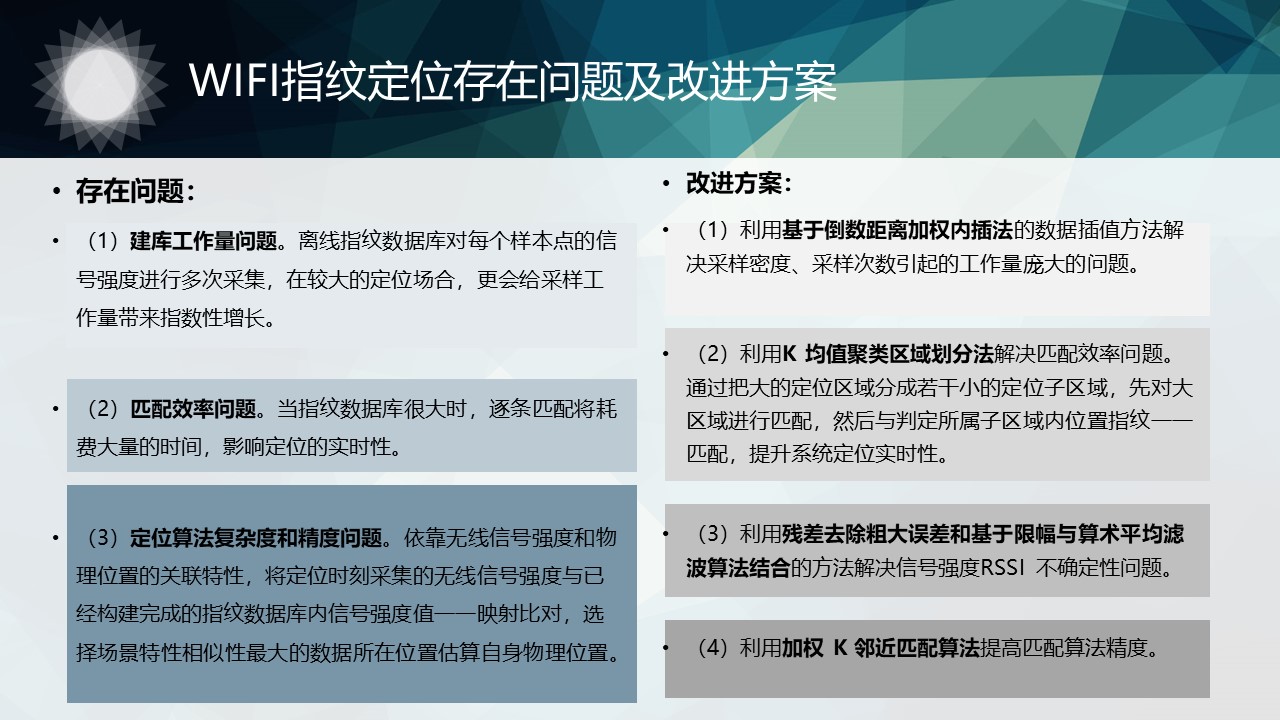 WIFI指纹定位存在问题及改进方案
• 存在问题：
• （1）建库工作量问题。离线指纹数据库对每个样本点的信
号强度进行多次采集，在较大的定位场合，更会给采样工
作量带来指数性增长。
• （2）匹配效率问题。当指纹数据库很大时，逐条匹配将耗
费大量的时间，影响定位的实时性。
• （3）定位算法复杂度和精度问题。依靠无线信号强度和物
理位置的关联特性，将定位时刻采集的无线信号强度与已
经构建完成的指纹数据库内信号强度值一一映射比对，选
择场景特性相似性最大的数据所在位置估算自身物理位置。
• 改进方案：
• （1）利用基于倒数距离加权内插法的数据插值方法解
决采样密度、采样次数引起的工作量庞大的问题。
• （2）利用K 均值聚类区域划分法解决匹配效率问题。
通过把大的定位区域分成若干小的定位子区域，先对大
区域进行匹配，然后与判定所属子区域内位置指纹一一
匹配，提升系统定位实时性。
• （3）利用残差去除粗大误差和基于限幅与算术平均滤
波算法结合的方法解决信号强度RSSI 不确定性问题。
• （4）利用加权 K 邻近匹配算法提高匹配算法精度。